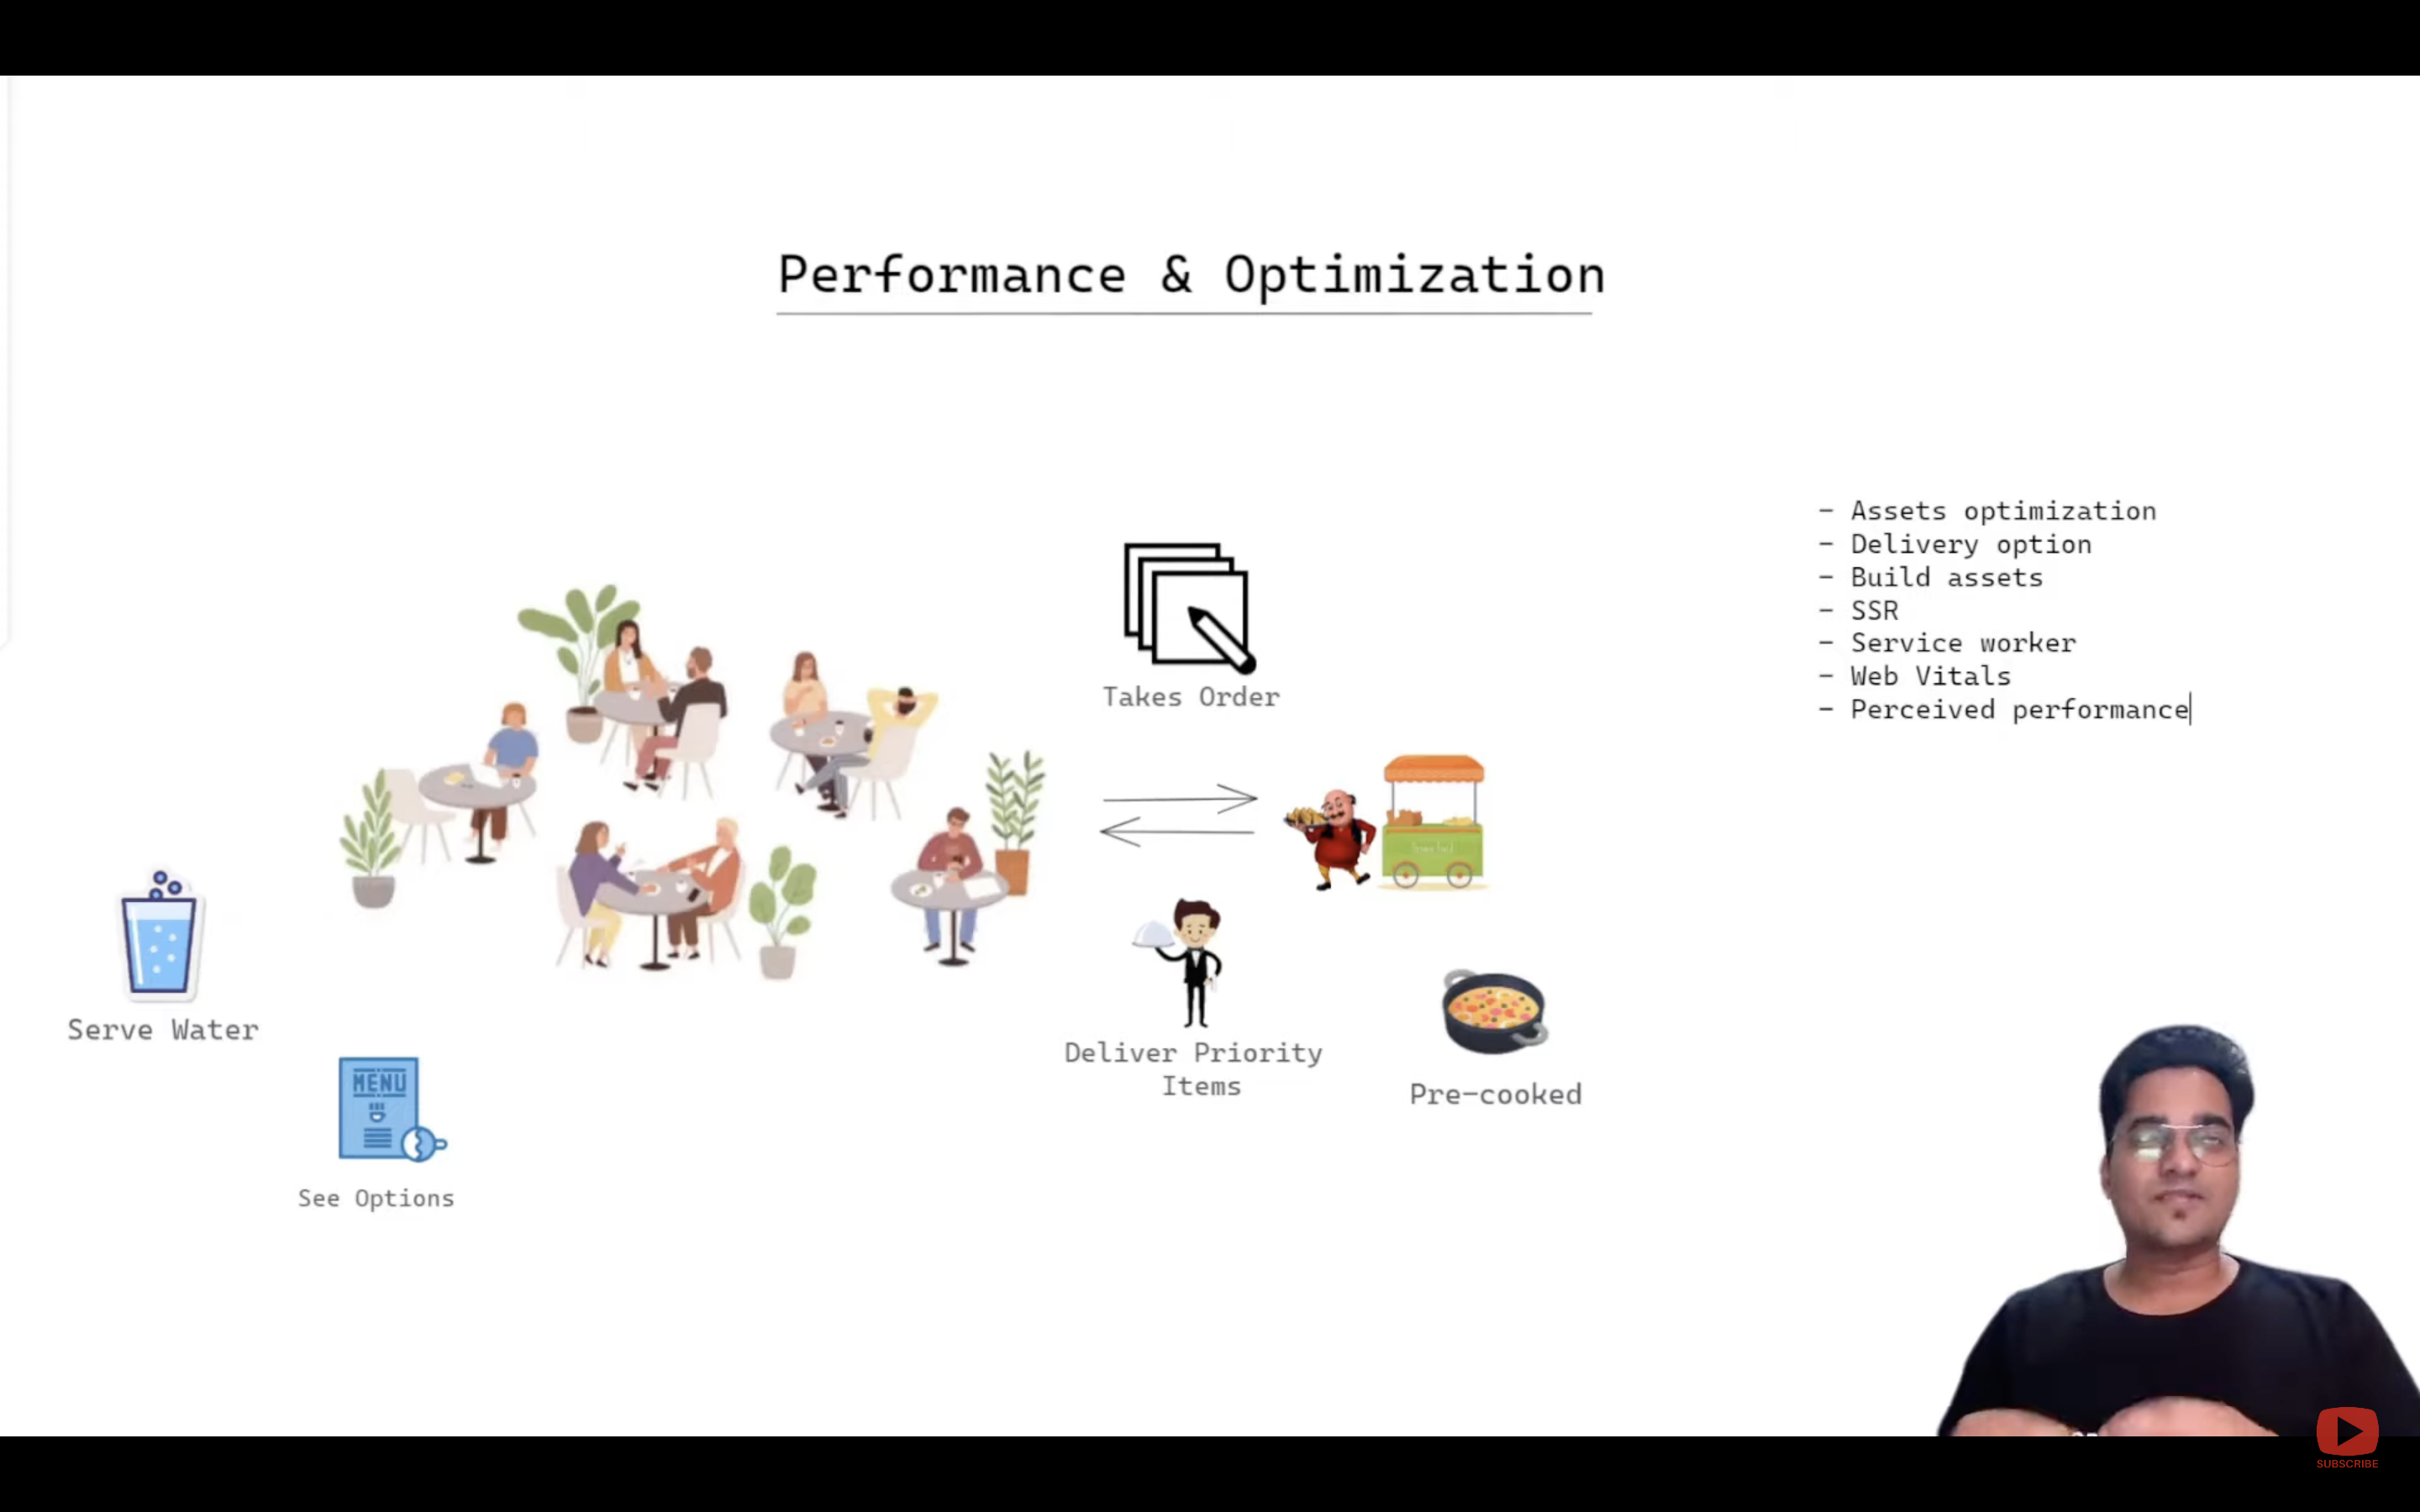 Performance & Optimization
- Assets optimization
- Delivery option
- Build assets
- SSR
- Service worker
- Web Vitals
- Perceived performance
Takes Order
Serve Water
MENU
See Options
Deliver Priority
Items
Pre-cooked
SUBSCRIBE